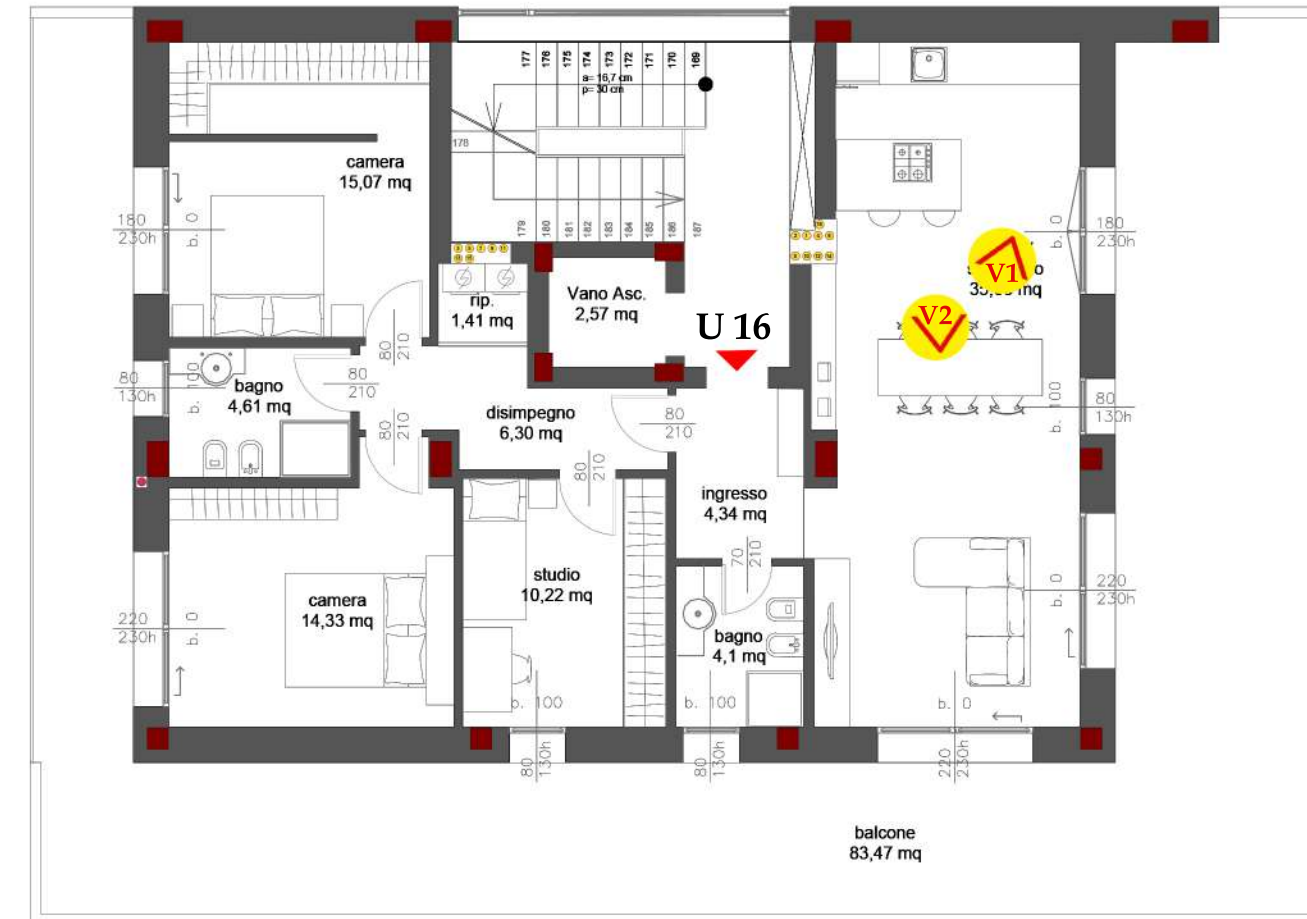 177 176 175 174 173 172 171 170 169
a= 16,7 cm
p= 30 cm
178
179 180 181 182 183 184 185 186 187
camera
15,07 mq
180
230h
b. 0
rip.
1,41 mq
Vano Asc.
2,57 mq
U 16
V1
V2
180
230h
b. 0
80
210
bagno
4,61 mq
80
130h
b. 100
80
210
80
210
disimpegno
6,30 mq
80
210
80
130h
b. 100
80
210
ingresso
4,34 mq
70
210
camera
14,33 mq
220
230h
b. 0
studio
10,22 mq
bagno
4,1 mq
220
230h
b. 0
b. 100
b. 100
b. 0
80
130h
80
130h
220
230h
balcone
83,47 mq